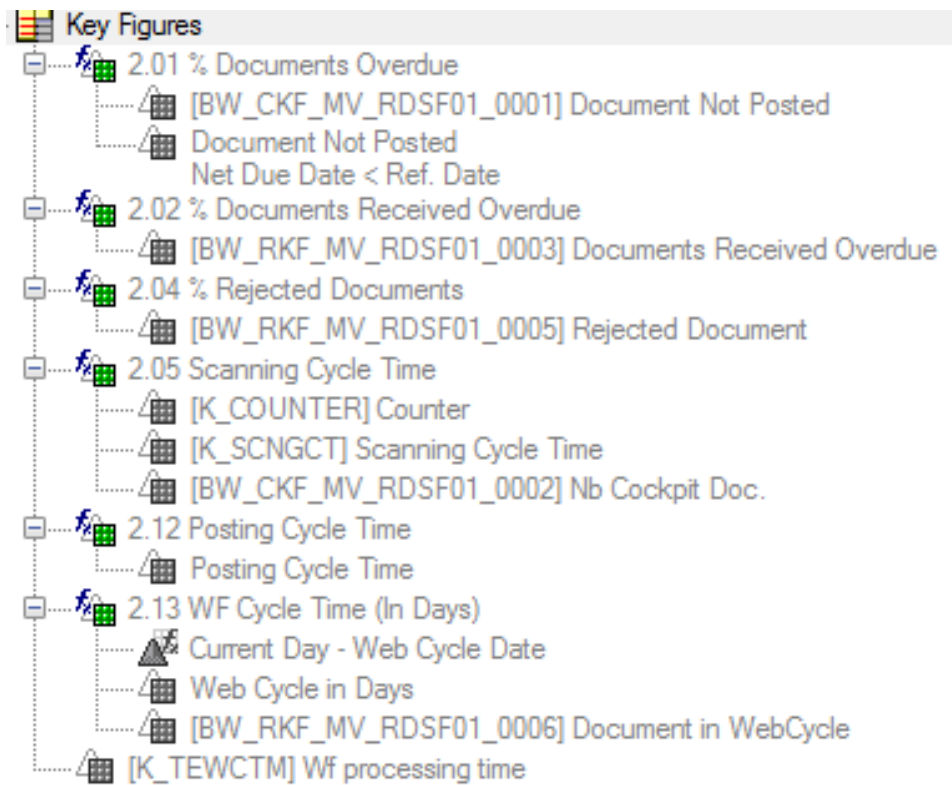 Key Figures
2.01 % Documents Overdue
[BW_CKF_MV_RDSF01_0001] Document Not Posted
Document Not Posted
Net Due Date < Ref. Date
2.02 % Documents Received Overdue
[BW_RKF_MV_RDSF01_0003] Documents Received Overdue
2.04 % Rejected Documents
[BW_RKF_MV_RDSF01_0005] Rejected Document
2.05 Scanning Cycle Time
[K_COUNTER] Counter
[K_SCNGCT] Scanning Cycle Time
[BW_CKF_MV_RDSF01_0002] Nb Cockpit Doc.
2.12 Posting Cycle Time
Posting Cycle Time
2.13 WF Cycle Time (In Days)
Current Day - Web Cycle Date
Web Cycle in Days
[BW_RKF_MV_RDSF01_0006] Document in WebCycle
[K_TEWCTM] Wf processing time